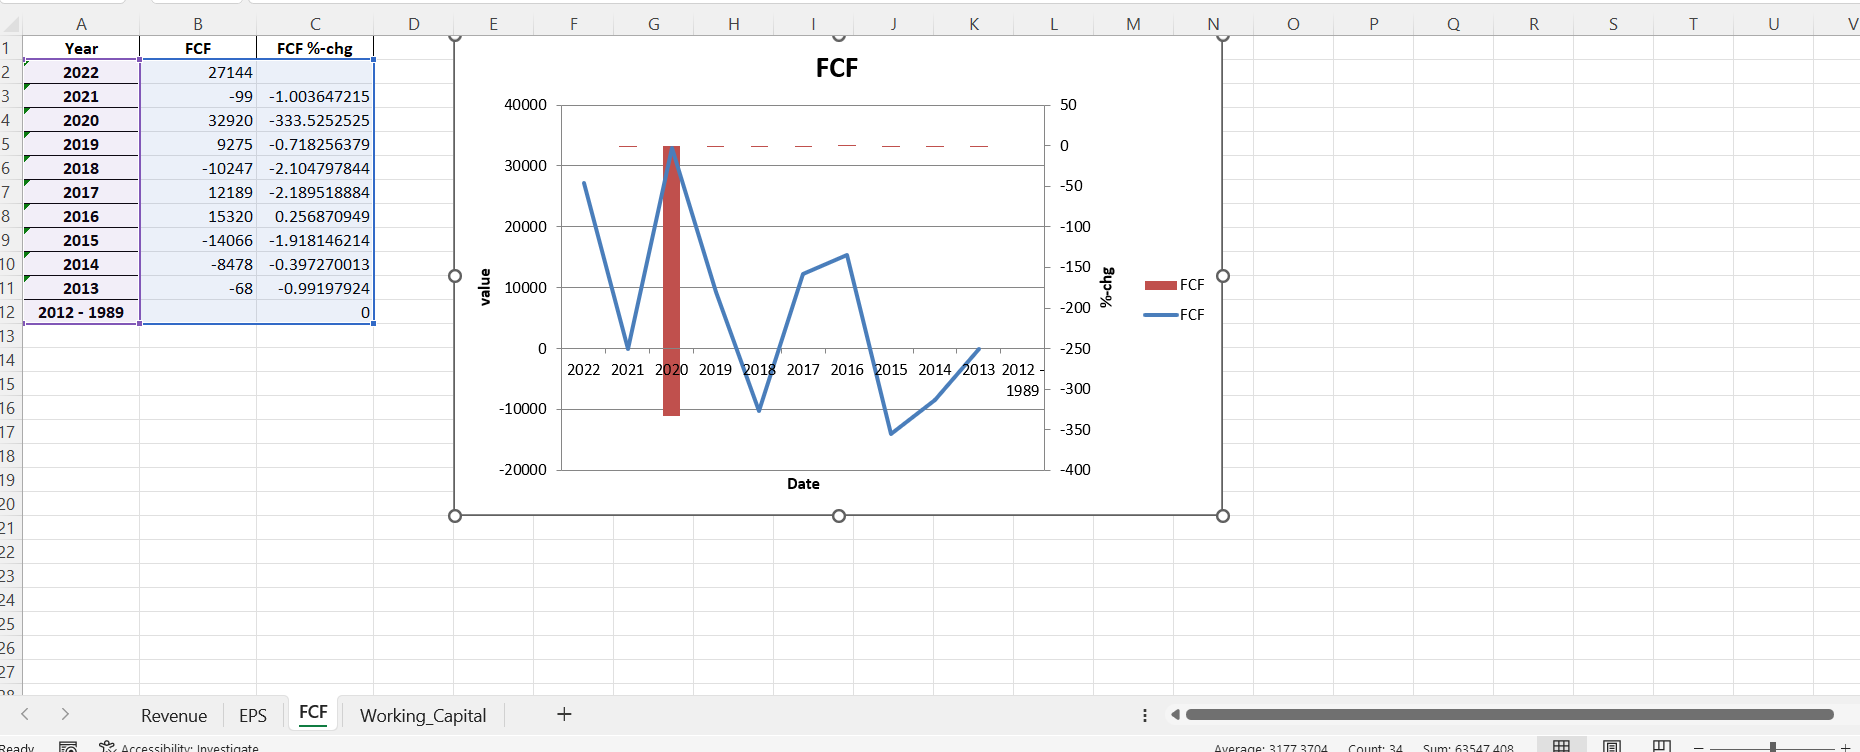 A B C D E F G H I J K L M N O P Q R S T U V
1 Year FCF FCF %-chg
2 2022 27144
3 2021 -99 -1.003647215
4 2020 32920 -333.5252525
5 2019 9275 -0.718256379
6 2018 -10247 -2.104797844
7 2017 12189 -2.189518884
8 2016 15320 0.256870949
9 2015 -14066 -1.918146214
10 2014 -8478 -0.397270013
11 2013 -68 -0.99197924
12 2012 - 1989 0
13
14
15
16
17
18
19
20
21
22
23
24
25
26
27
28
FCF
40000
30000
20000
10000
0
-10000
-20000
value
50
0
-50
-100
-150
-200
-250
-300
-350
-400
%-chg
2022 2021 2020 2019 2018 2017 2016 2015 2014 2013 2012 -
1989
Date
FCF
FCF
Revenue EPS FCF Working_Capital
Ready Accessibility: Investigate Average: 3177.3704 Count: 34 Sum: 63547.408